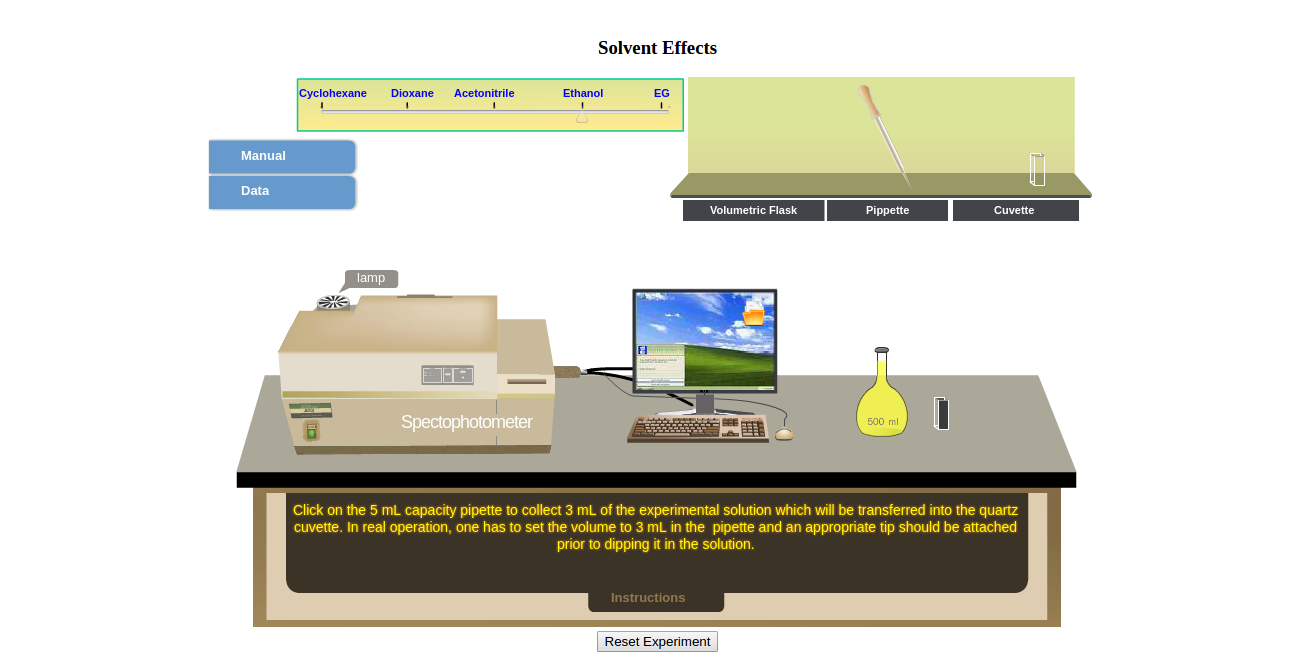 Solvent Effects
Cyclohexane Dioxane Acetonitrile Ethanol EG
Manual
Data
Volumetric Flask Pippette Cuvette
lamp
Spectophotometer
500 ml
Click on the 5 mL capacity pipette to collect 3 mL of the experimental solution which will be transferred into the quartz
cuvette. In real operation, one has to set the volume to 3 mL in the  pipette and an appropriate tip should be attached
prior to dipping it in the solution.
Instructions
Reset Experiment